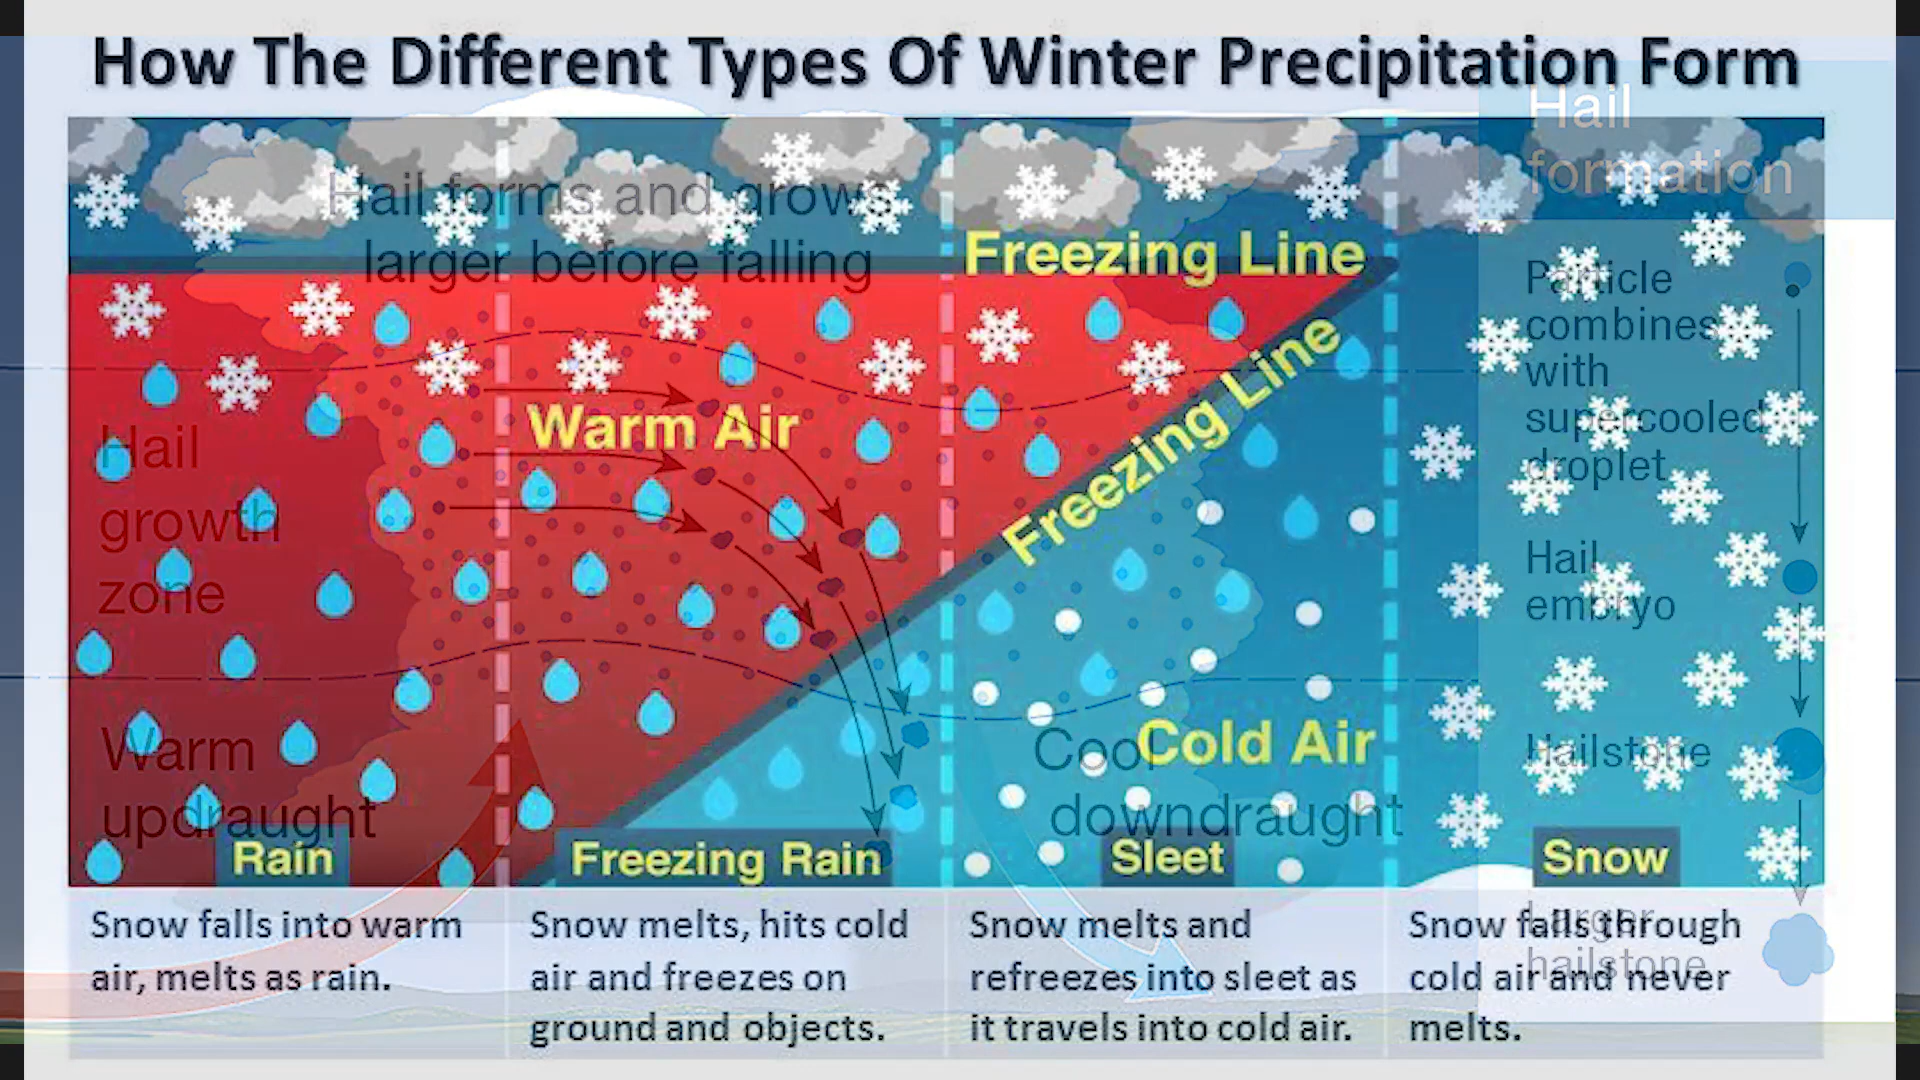 How The Different Types Of Winter Precipitation Form
Hail
formation
Hail forms and grows
larger before falling
Freezing Line
Freezing Line
Warm Air
Hail
growth
zone
Warm
updraught
Cold Air
Cool
downdraught
Particle
combines
with
supercooled
droplet
Hail
embryo
Hailstone
Larger
hailstone
Rain
Freezing Rain
Sleet
Snow
Snow falls into warm
air, melts as rain.
Snow melts, hits cold
air and freezes on
ground and objects.
Snow melts and
refreezes into sleet as
it travels into cold air.
Snow falls through
cold air and never
melts.